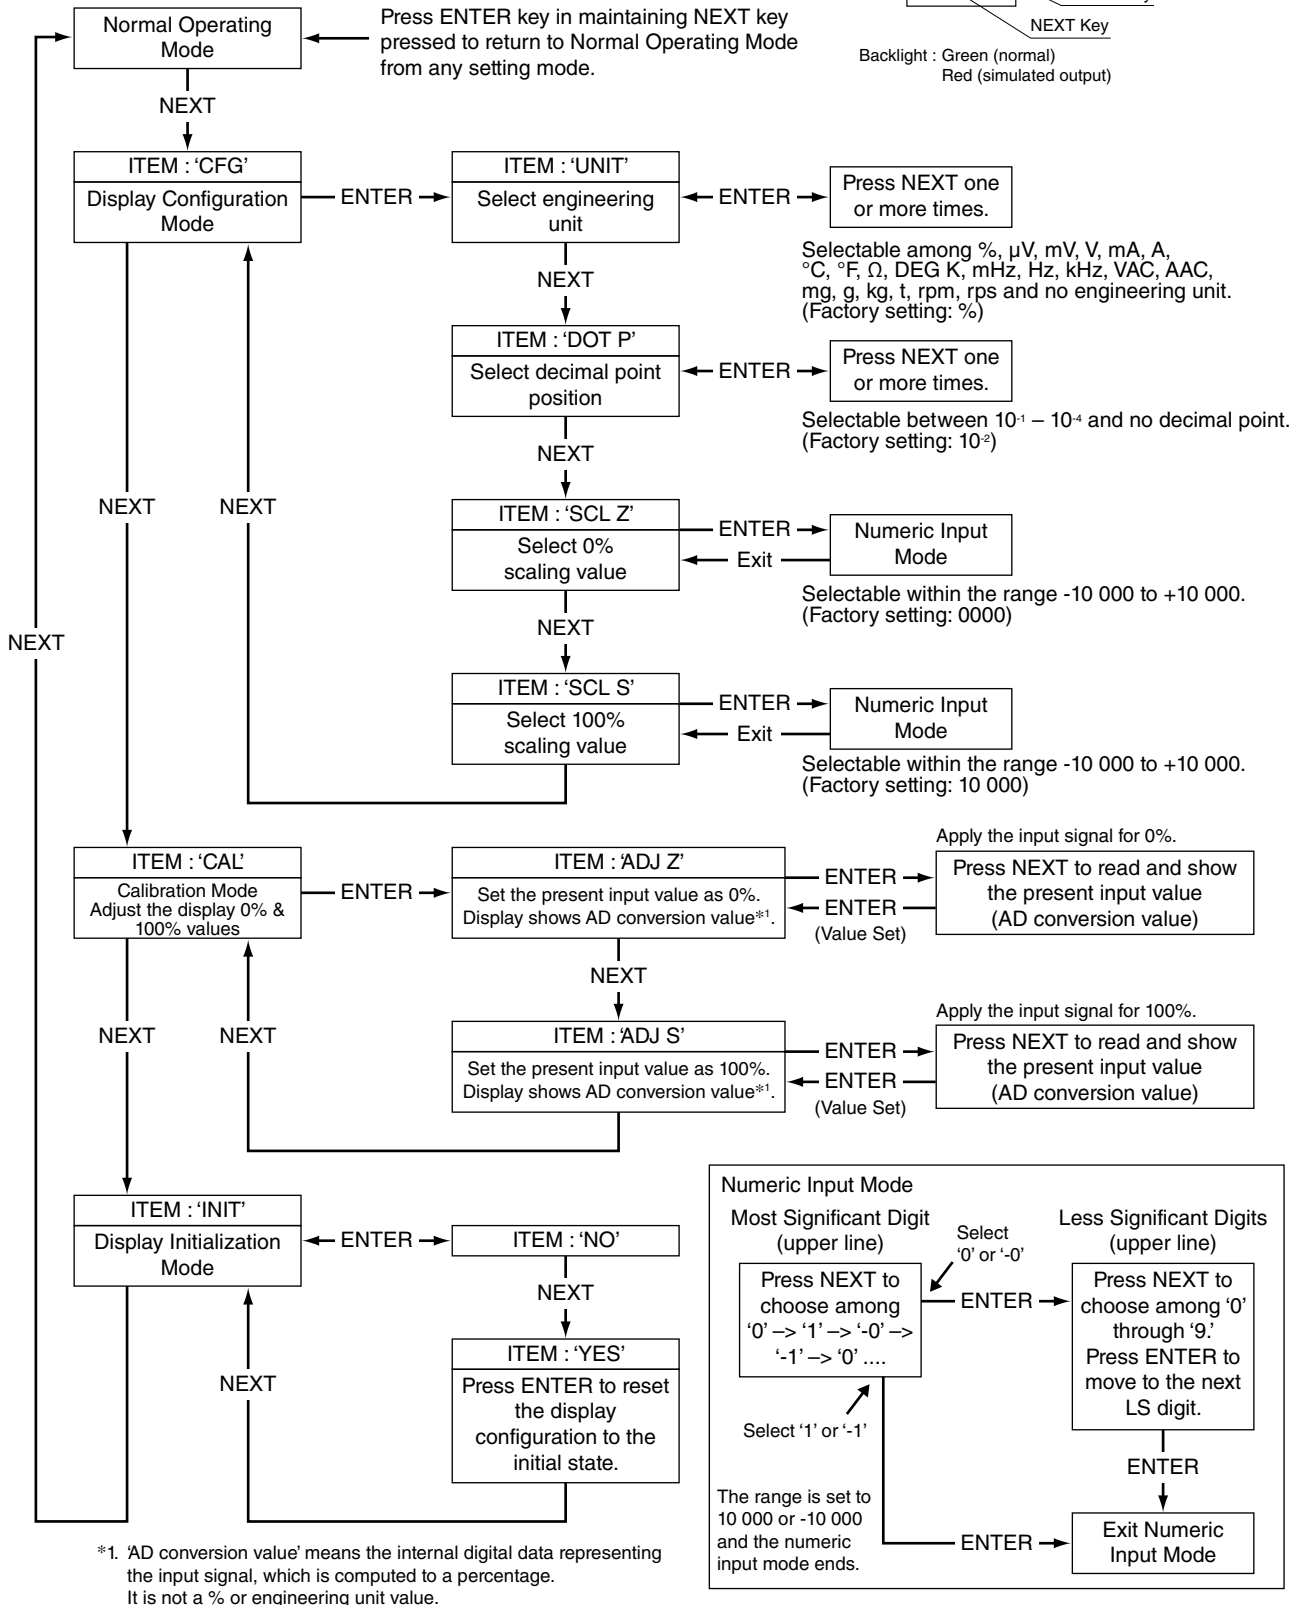 Normal Operating
Mode
Press ENTER key in maintaining NEXT key
pressed to return to Normal Operating Mode
from any setting mode.
NEXT Key
Backlight : Green (normal)
Red (simulated output)
NEXT
ITEM : 'CFG'
Display Configuration
Mode
ENTER
ITEM : 'UNIT'
Select engineering
unit
ENTER
Press NEXT one
or more times.
Selectable among %, µV, mV, V, mA, A,
°C, °F, Ω, DEG K, mHz, Hz, kHz, VAC, AAC,
mg, g, kg, t, rpm, rps and no engineering unit.
(Factory setting: %)
NEXT
ITEM : 'DOT P'
Select decimal point
position
ENTER
Press NEXT one
or more times.
Selectable between 10-1 – 10-4 and no decimal point.
(Factory setting: 10-2)
NEXT
NEXT
NEXT
ITEM : 'SCL Z'
Select 0%
scaling value
ENTER
Exit
Numeric Input
Mode
Selectable within the range -10 000 to +10 000.
(Factory setting: 0000)
NEXT
NEXT
ITEM : 'SCL S'
Select 100%
scaling value
ENTER
Exit
Numeric Input
Mode
Selectable within the range -10 000 to +10 000.
(Factory setting: 10 000)
ITEM : 'CAL'
Calibration Mode
Adjust the display 0% &
100% values
ENTER
ITEM : 'ADJ Z'
Set the present input value as 0%.
Display shows AD conversion value*1.
ENTER
ENTER
(Value Set)
Apply the input signal for 0%.
Press NEXT to read and show
the present input value
(AD conversion value)
NEXT
NEXT
NEXT
ITEM : 'ADJ S'
Set the present input value as 100%.
Display shows AD conversion value*1.
ENTER
ENTER
(Value Set)
Apply the input signal for 100%.
Press NEXT to read and show
the present input value
(AD conversion value)
ITEM : 'INIT'
Display Initialization
Mode
ENTER
ITEM : 'NO'
NEXT
NEXT
ITEM : 'YES'
Press ENTER to reset
the display
configuration to the
initial state.
Numeric Input Mode
Most Significant Digit
(upper line)
Select
'0' or '-0'
Less Significant Digits
(upper line)
Press NEXT to
choose among
'0' –> '1' –> '-0' –>
'-1' –> '0' ....
ENTER
Press NEXT to
choose among '0'
through '9.'
Press ENTER to
move to the next
LS digit.
Select '1' or '-1'
ENTER
The range is set to
10 000 or -10 000
and the numeric
input mode ends.
ENTER
Exit Numeric
Input Mode
*1. 'AD conversion value' means the internal digital data representing
the input signal, which is computed to a percentage.
It is not a % or engineering unit value.